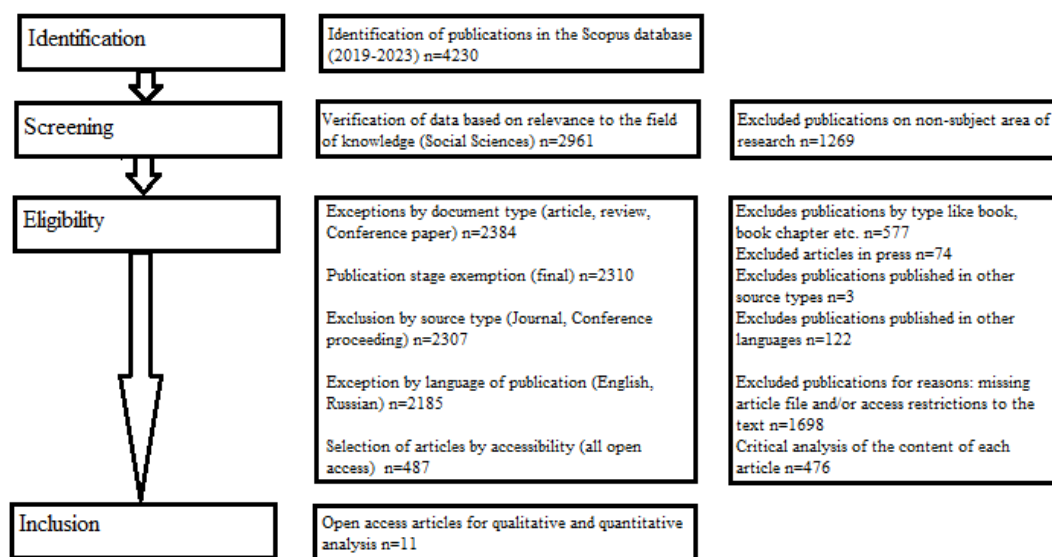 Identification
Identification of publications in the Scopus database
(2019-2023) n=4230
Screening
Verification of data based on relevance to the field
of knowledge (Social Sciences) n=2961
Excluded publications on non-subject area of
research n=1269
Eligibility
Exceptions by document type (article, review,
Conference paper) n=2384
Publication stage exemption (final) n=2310
Exclusion by source type (Journal, Conference
proceeding) n=2307
Exception by language of publication (English,
Russian) n=2185
Selection of articles by accessibility (all open
access) n=487
Excludes publications by type like book,
book chapter etc. n=577
Excluded articles in press n=74
Excludes publications published in other
source types n=3
Excludes publications published in other
languages n=122
Excluded publications for reasons: missing
article file and/or access restrictions to the
text n=1698
Critical analysis of the content of each
article n=476
Inclusion
Open access articles for qualitative and quantitative
analysis n=11